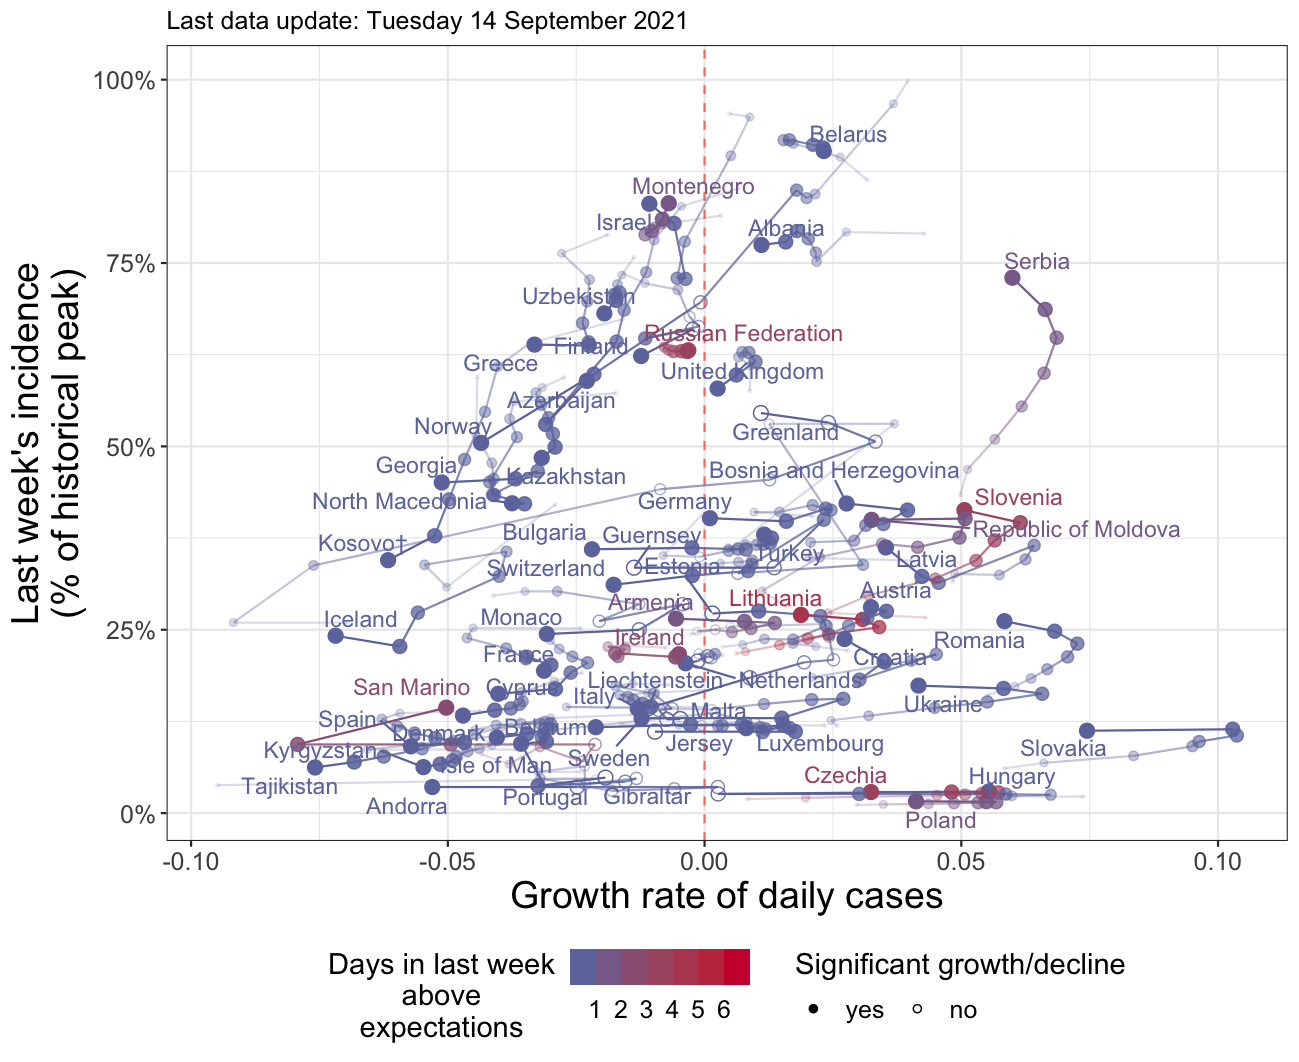 Last data update: Tuesday 14 September 2021
Last week's incidence
(% of historical peak)
100%
75%
50%
25%
0%
Belarus
Montenegro
Israel
Albania
Serbia
Uzbekistan
Russian Federation
Finland
Greece
United Kingdom
Azerbaijan
Norway
Greenland
Georgia
Kazakhstan
Bosnia and Herzegovina
North Macedonia
Germany
Slovenia
Bulgaria
Guernsey
Republic of Moldova
Kosovo†
Turkey
Latvia
Switzerland
Estonia
Austria
Armenia
Lithuania
Iceland
Monaco
Ireland
Romania
France
Croatia
San Marino
Cyprus
Liechtenstein
Netherlands
Italy
Ukraine
Spain
Malta
Denmark
Belgium
Kyrgyzstan
Jersey
Luxembourg
Slovakia
Isle of Man
Sweden
Tajikistan
Czechia
Hungary
Andorra
Portugal
Gibraltar
Poland
-0.10
-0.05
0.00
0.05
0.10
Growth rate of daily cases
Days in last week
above
expectations
1 2 3 4 5 6
Significant growth/decline
yes
no